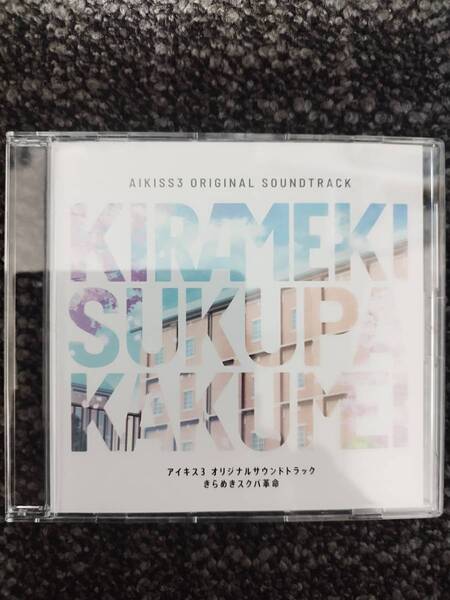 AIKISS3 ORIGINAL SOUNDTRACK
KIRAMEKI
SUKUPA
KAKUMEI
アイキス3 オリジナルサウンドトラック
きらめきスクパ革命